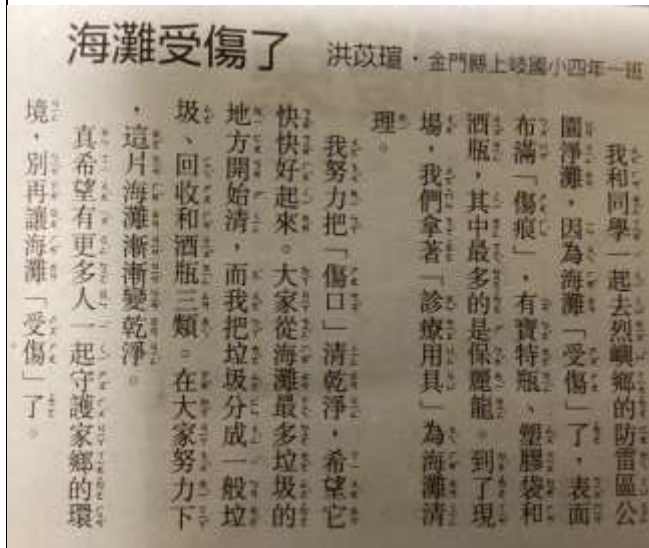 海灘受傷了
洪苡瑄・金門縣上岐國小四年一班
我和同學一起去烈嶼鄉的防雷區公
園淨灘,因為海灘「受傷」了,表面
布滿「傷痕」,有寶特瓶、塑膠袋和
酒瓶,其中最多的是保麗龍。到了現
場,我們拿著「診療用具」為海灘清
理。
我努力把「傷口」清乾淨,希望它
快快好起來。大家從海灘最多垃圾的
地方開始清,而我把垃圾分成一般垃
圾、回收和酒瓶三類。在大家努力下
,這片海灘漸漸變乾淨。
真希望有更多人一起守護家鄉的環
境,別再讓海灘「受傷」了。